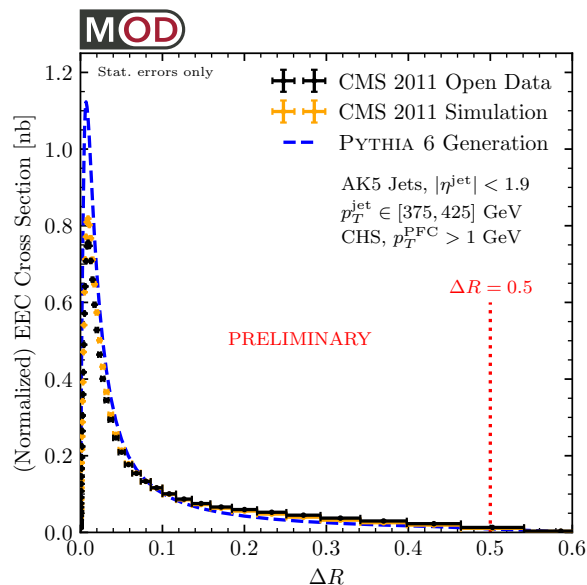 MOD
Stat. errors only
CMS 2011 Open Data
CMS 2011 Simulation
PYTHIA 6 Generation
AK5 Jets, |η^jet| < 1.9
p_T^jet ∈ [375, 425] GeV
CHS, p_T^PFC > 1 GeV
ΔR = 0.5
PRELIMINARY
(Normalized) EEC Cross Section [nb]
1.2
1.0
0.8
0.6
0.4
0.2
0.0
0.0 0.1 0.2 0.3 0.4 0.5 0.6
ΔR